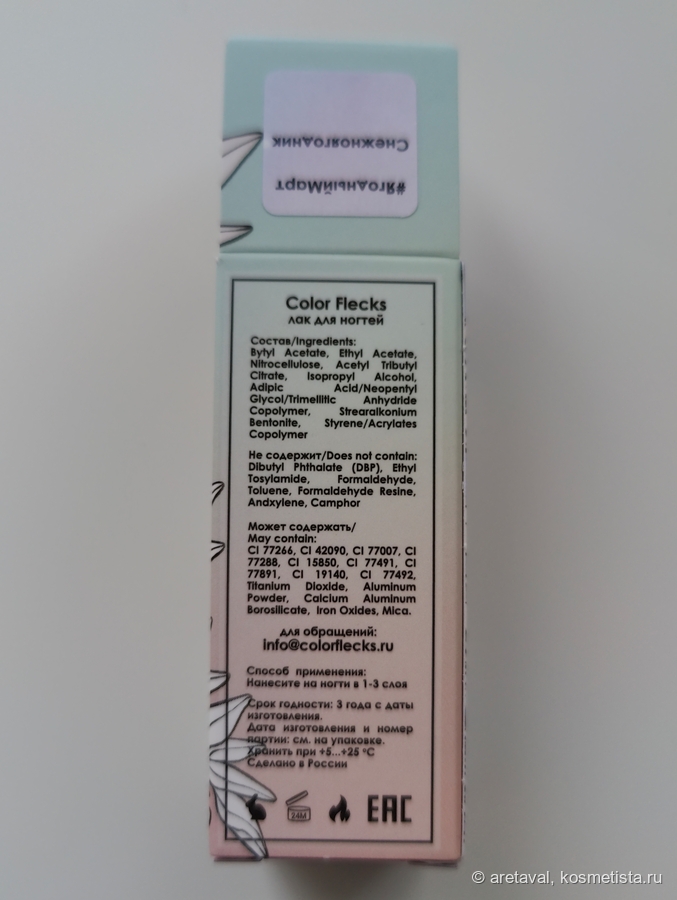 #ЯгодныйМарт
Снежноягодник
Color Flecks
лак для ногтей
Состав/Ingredients:
Bytyl Acetate, Ethyl Acetate,
Nitrocellulose, Acetyl Tributyl
Citrate, Isopropyl Alcohol,
Adipic Acid/Neopentyl
Glycol/Trimellitic Anhydride
Copolymer, Strearalkonium
Bentonite, Styrene/Acrylates
Copolymer
Не содержит/Does not contain:
Dibutyl Phthalate (DBP), Ethyl
Tosylamide, Formaldehyde,
Toluene, Formaldehyde Resine,
Andxylene, Camphor
Может содержать/
May contain:
CI 77266, CI 42090, CI 77007, CI
77288, CI 15850, CI 77491, CI
77891, CI 19140, CI 77492,
Titanium Dioxide, Aluminum
Powder, Calcium Aluminum
Borosilicate, Iron Oxides, Mica.
для обращений:
info@colorflecks.ru
Способ применения:
Нанесите на ногти в 1-3 слоя
Срок годности: 3 года с даты
изготовления.
Дата изготовления и номер
партии: см. на упаковке.
Хранить при +5...+25 °C
Сделано в России
24M
EAC
© aretaval, kosmetista.ru